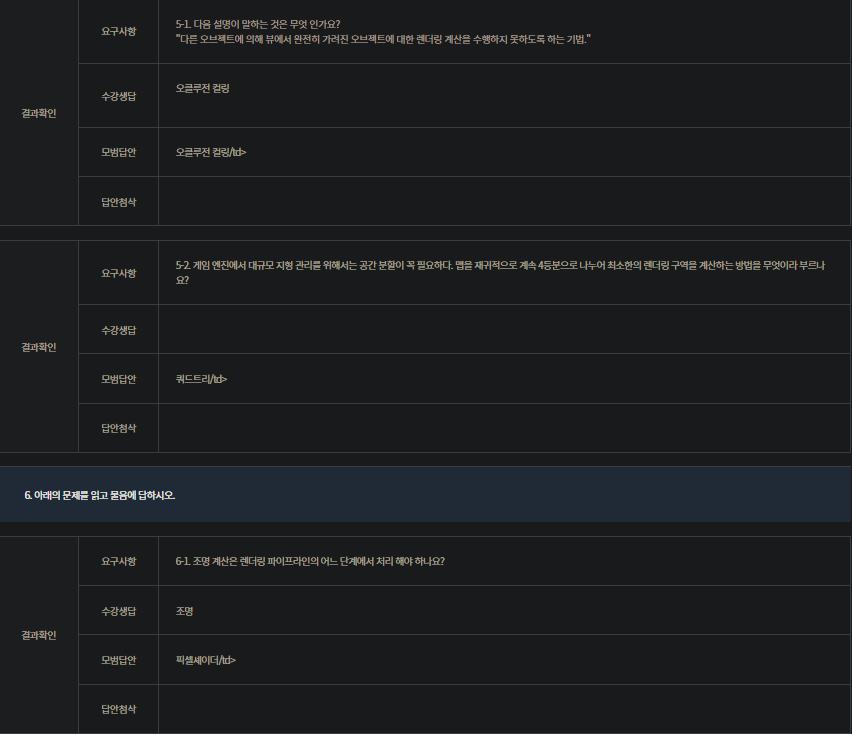 결과확인
요구사항
5-1. 다음 설명이 말하는 것은 무엇 인가요?
"다른 오브젝트에 의해 뷰에서 완전히 가려진 오브젝트에 대한 렌더링 계산을 수행하지 못하도록 하는 기법."
수강생답
오클루전 컬링
모범답안
오클루전 컬링/td>
답안첨삭
결과확인
요구사항
5-2. 게임 엔진에서 대규모 지형 관리를 위해서는 공간 분할이 꼭 필요하다. 맵을 재귀적으로 계속 4등분으로 나누어 최소한의 렌더링 구역을 계산하는 방법을 무엇이라 부르나
요?
수강생답
모범답안
쿼드트리/td>
답안첨삭
6. 아래의 문제를 읽고 물음에 답하시오.
결과확인
요구사항
6-1. 조명 계산은 렌더링 파이프라인의 어느 단계에서 처리 해야 하나요?
수강생답
조명
모범답안
픽셀셰이더/td>
답안첨삭